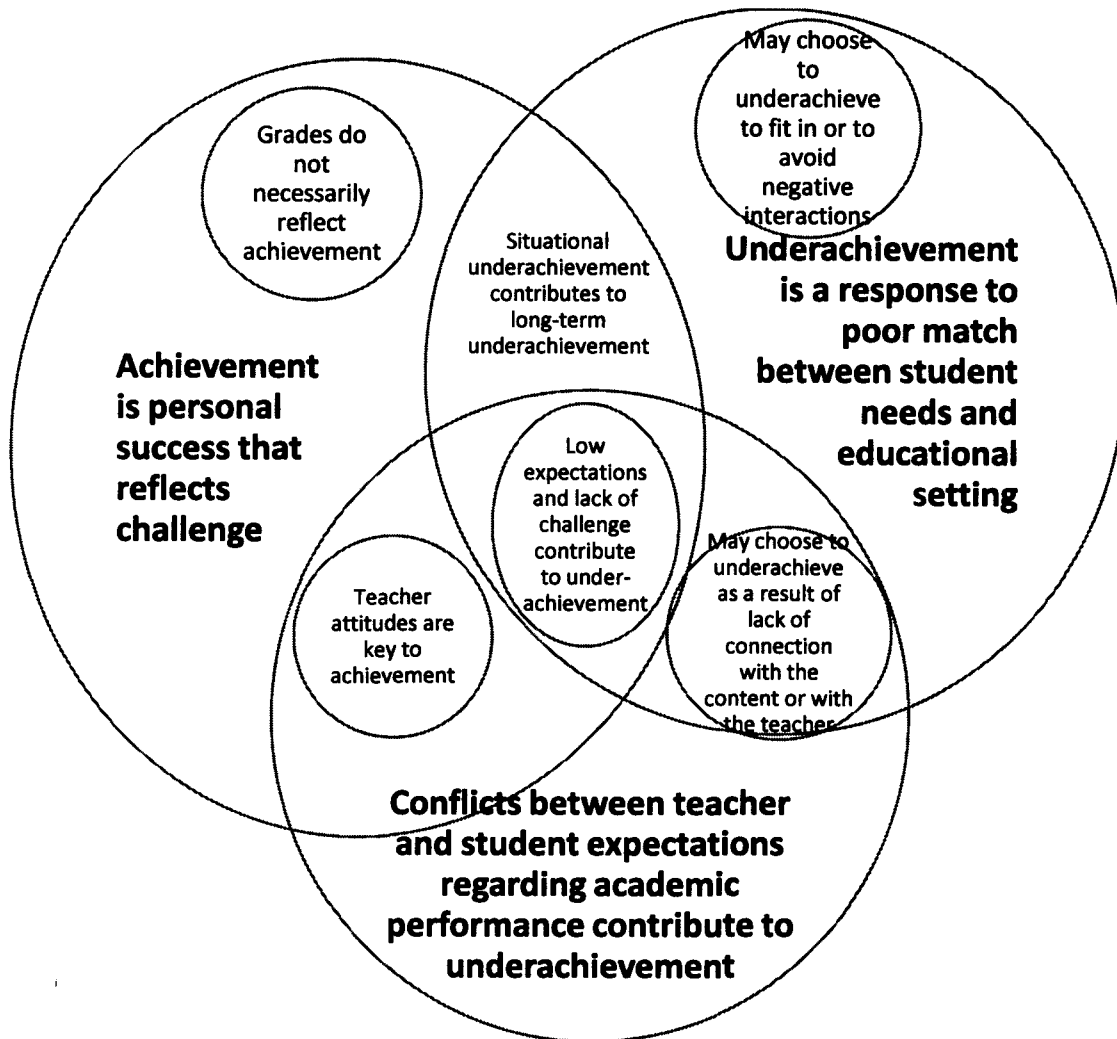 May choose
to
underachieve
to fit in or to
avoid
negative
interactions
Grades do
not
necessarily
reflect
achievement
Situational
underachievement
contributes to
long-term
underachievement
Underachievement
is a response to
poor match
between student
needs and
educational
setting
Achievement
is personal
success that
reflects
challenge
Low
expectations
and lack of
challenge
contribute
to under-
achievement
May choose to
underachieve
as a result of
lack of
connection
with the
content or with
the teacher
Teacher
attitudes are
key to
achievement
Conflicts between teacher
and student expectations
regarding academic
performance contribute to
underachievement